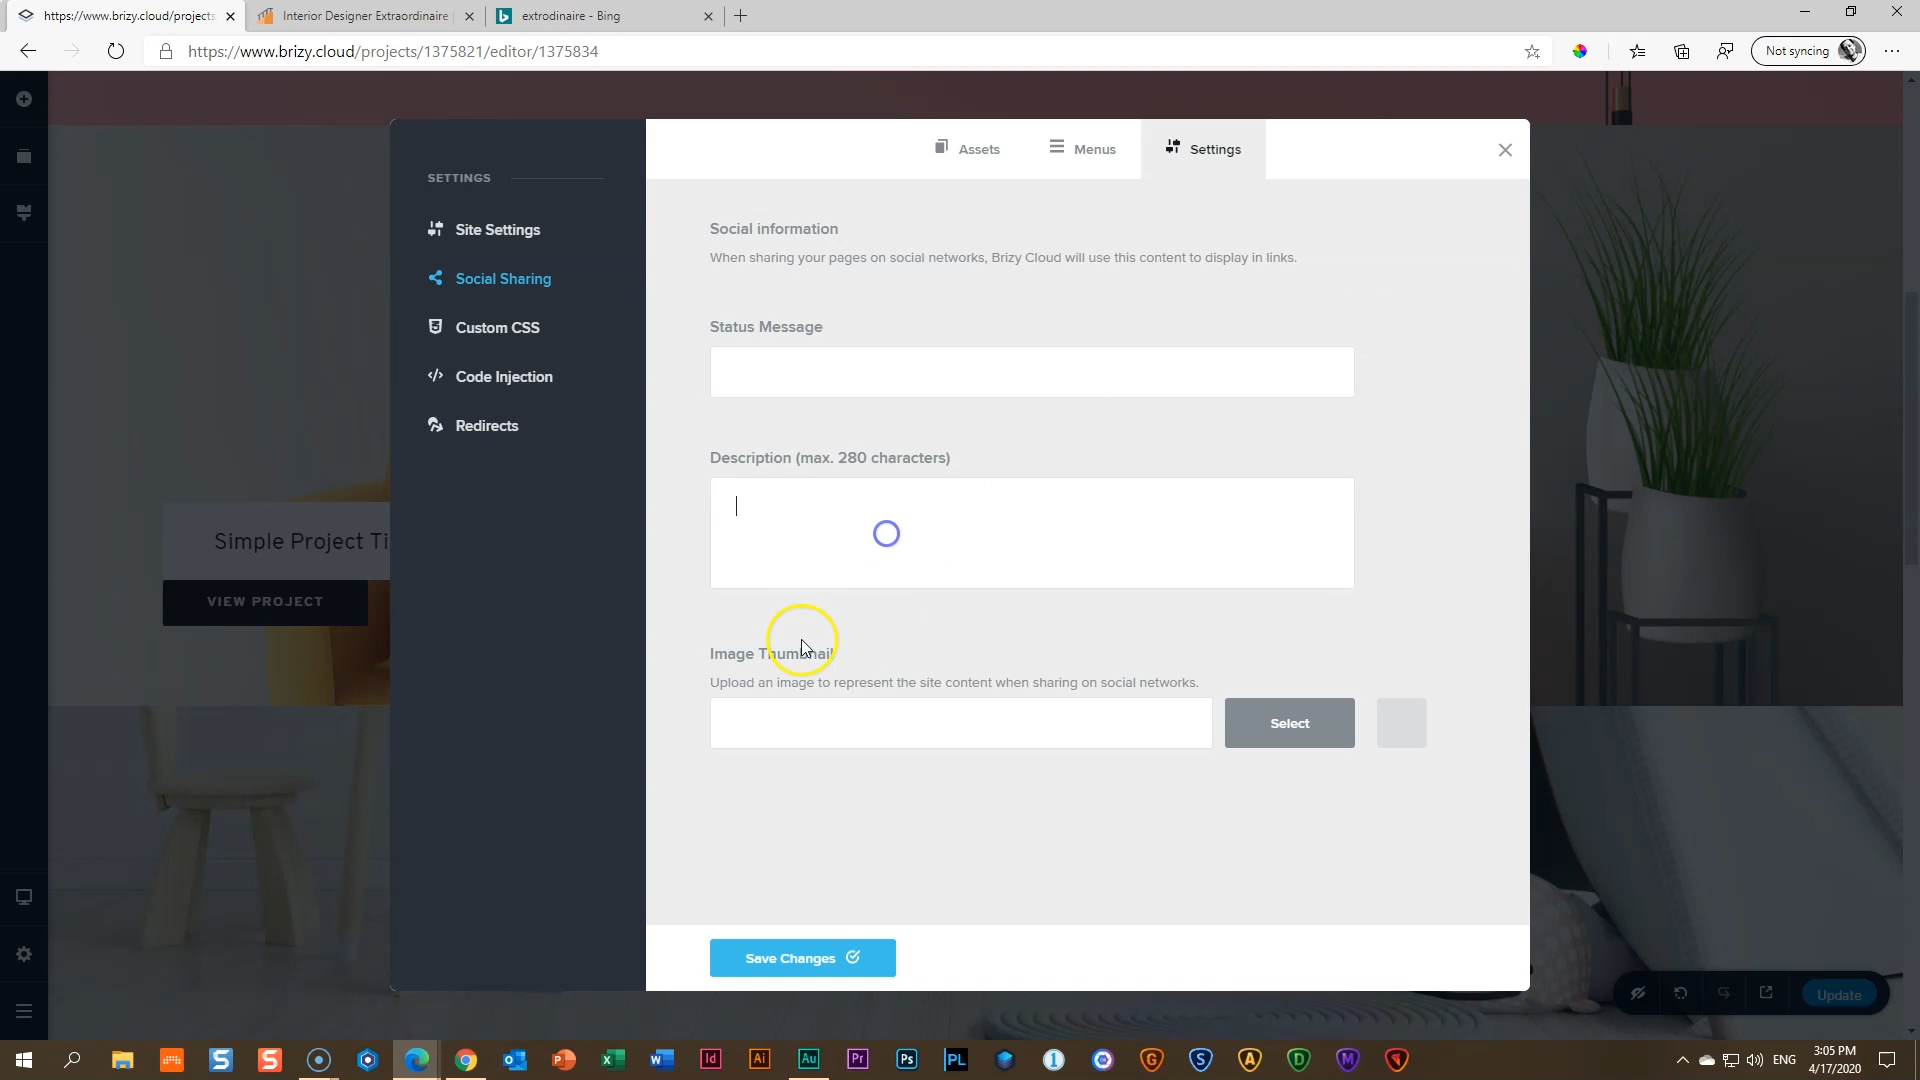 https://www.brizy.cloud/projects
Interior Designer Extraordinaire
extrodinaire - Bing
https://www.brizy.cloud/projects/1375821/editor/1375834
Not syncing
Assets
Menus
Settings
SETTINGS
Site Settings
Social Sharing
Custom CSS
Code Injection
Redirects
Social information
When sharing your pages on social networks, Brizy Cloud will use this content to display in links.
Status Message
Description (max. 280 characters)
Image Thumbnail
Upload an image to represent the site content when sharing on social networks.
Select
Save Changes
Simple Project Ti
VIEW PROJECT
Update
ENG
3:05 PM
4/17/2020